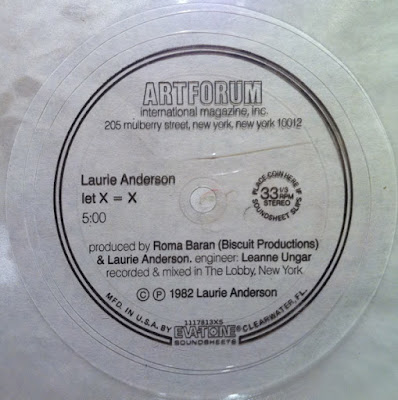 ARTFORUM
international magazine, inc.
205 mulberry street, new york, new york 10012
Laurie Anderson
let X = X
5:00
PLACE COIN HERE IF SOUNDSHEET SLIPS
33 1/3 RPM
STEREO
produced by Roma Baran (Biscuit Productions)
& Laurie Anderson. engineer: Leanne Ungar
recorded & mixed in The Lobby, New York
© ℗ 1982 Laurie Anderson
1117813XS
MFD. IN U.S.A. BY EVA-TONE® CLEARWATER, FL.
SOUNDSHEETS